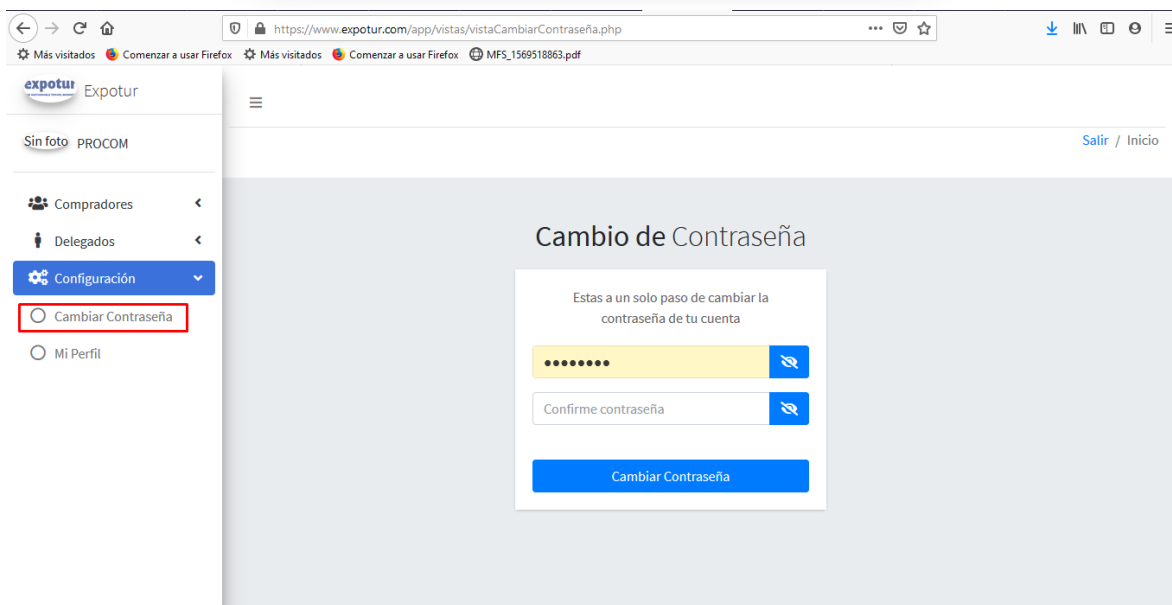 https://www.expotur.com/app/vistas/vistaCambiarContraseña.php
Más visitados Comenzar a usar Firefox Más visitados Comenzar a usar Firefox MFS_1569518863.pdf
expotur Expotur
Sin foto PROCOM
Salir / Inicio
Compradores
Delegados
Configuración
Cambiar Contraseña
Mi Perfil
Cambio de Contraseña
Estas a un solo paso de cambiar la
contraseña de tu cuenta
Confirme contraseña
Cambiar Contraseña